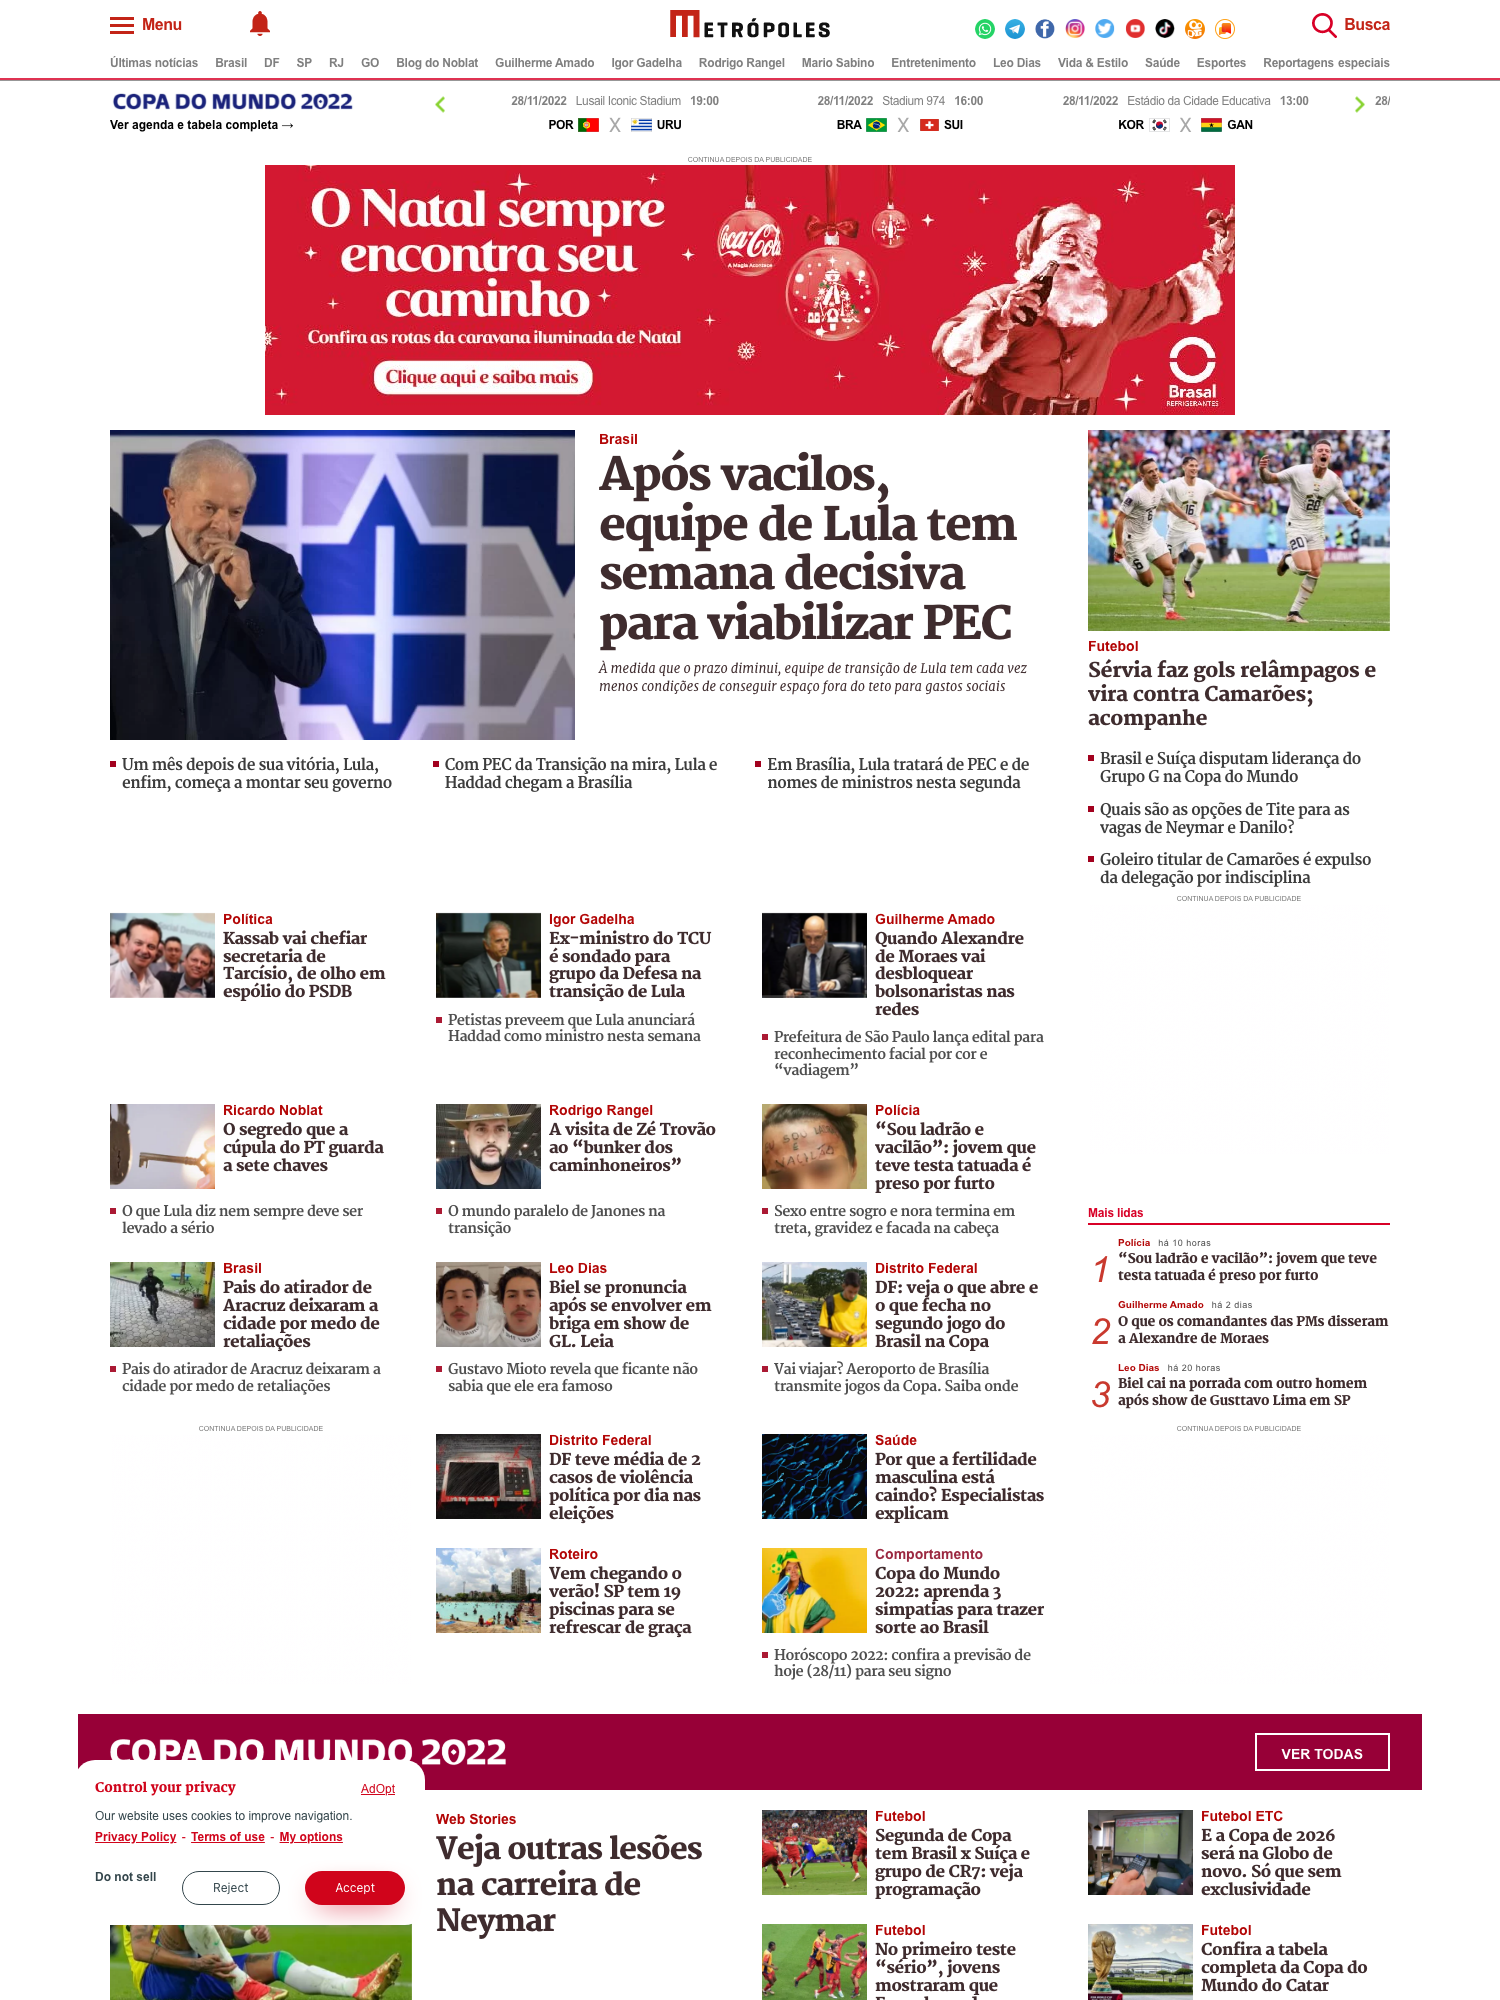 Menu
METRÓPOLES
Busca
Últimas notícias Brasil DF SP RJ GO Blog do Noblat Guilherme Amado Igor Gadelha Rodrigo Rangel Mario Sabino Entretenimento Leo Dias Vida & Estilo Saúde Esportes Reportagens especiais
COPA DO MUNDO 2022
Ver agenda e tabela completa →
28/11/2022 Lusail Iconic Stadium 19:00
POR X URU
28/11/2022 Stadium 974 16:00
BRA X SUI
28/11/2022 Estádio da Cidade Educativa 13:00
KOR X GAN
28/
CONTINUA DEPOIS DA PUBLICIDADE
O Natal sempre
encontra seu
caminho
Confira as rotas da caravana iluminada de Natal
Clique aqui e saiba mais
Coca-Cola
A Magia Acontece
Brasal
REFRIGERANTES
Brasil
Após vacilos,
equipe de Lula tem
semana decisiva
para viabilizar PEC
À medida que o prazo diminui, equipe de transição de Lula tem cada vez
menos condições de conseguir espaço fora do teto para gastos sociais
Um mês depois de sua vitória, Lula,
enfim, começa a montar seu governo
Com PEC da Transição na mira, Lula e
Haddad chegam a Brasília
Em Brasília, Lula tratará de PEC e de
nomes de ministros nesta segunda
Futebol
Sérvia faz gols relâmpagos e
vira contra Camarões;
acompanhe
Brasil e Suíça disputam liderança do
Grupo G na Copa do Mundo
Quais são as opções de Tite para as
vagas de Neymar e Danilo?
Goleiro titular de Camarões é expulso
da delegação por indisciplina
CONTINUA DEPOIS DA PUBLICIDADE
Política
Kassab vai chefiar
secretaria de
Tarcísio, de olho em
espólio do PSDB
Igor Gadelha
Ex-ministro do TCU
é sondado para
grupo da Defesa na
transição de Lula
Petistas preveem que Lula anunciará
Haddad como ministro nesta semana
Guilherme Amado
Quando Alexandre
de Moraes vai
desbloquear
bolsonaristas nas
redes
Prefeitura de São Paulo lança edital para
reconhecimento facial por cor e
“vadiagem”
Ricardo Noblat
O segredo que a
cúpula do PT guarda
a sete chaves
O que Lula diz nem sempre deve ser
levado a sério
Rodrigo Rangel
A visita de Zé Trovão
ao “bunker dos
caminhoneiros”
O mundo paralelo de Janones na
transição
Polícia
“Sou ladrão e
vacilão”: jovem que
teve testa tatuada é
preso por furto
Sexo entre sogro e nora termina em
treta, gravidez e facada na cabeça
Brasil
Pais do atirador de
Aracruz deixaram a
cidade por medo de
retaliações
Pais do atirador de Aracruz deixaram a
cidade por medo de retaliações
Leo Dias
Biel se pronuncia
após se envolver em
briga em show de
GL. Leia
Gustavo Mioto revela que ficante não
sabia que ele era famoso
Distrito Federal
DF: veja o que abre e
o que fecha no
segundo jogo do
Brasil na Copa
Vai viajar? Aeroporto de Brasília
transmite jogos da Copa. Saiba onde
Mais lidas
1
Polícia há 10 horas
“Sou ladrão e vacilão”: jovem que teve
testa tatuada é preso por furto
2
Guilherme Amado há 2 dias
O que os comandantes das PMs disseram
a Alexandre de Moraes
3
Leo Dias há 20 horas
Biel cai na porrada com outro homem
após show de Gusttavo Lima em SP
CONTINUA DEPOIS DA PUBLICIDADE
CONTINUA DEPOIS DA PUBLICIDADE
Distrito Federal
DF teve média de 2
casos de violência
política por dia nas
eleições
Saúde
Por que a fertilidade
masculina está
caindo? Especialistas
explicam
Roteiro
Vem chegando o
verão! SP tem 19
piscinas para se
refrescar de graça
Comportamento
Copa do Mundo
2022: aprenda 3
simpatias para trazer
sorte ao Brasil
Horóscopo 2022: confira a previsão de
hoje (28/11) para seu signo
COPA DO MUNDO 2022
VER TODAS
Control your privacy
AdOpt
Our website uses cookies to improve navigation.
Privacy Policy - Terms of use - My options
Do not sell
Reject
Accept
Web Stories
Veja outras lesões
na carreira de
Neymar
Futebol
Segunda de Copa
tem Brasil x Suíça e
grupo de CR7: veja
programação
Futebol ETC
E a Copa de 2026
será na Globo de
novo. Só que sem
exclusividade
Futebol
No primeiro teste
“sério”, jovens
mostraram que
Futebol
Confira a tabela
completa da Copa do
Mundo do Catar